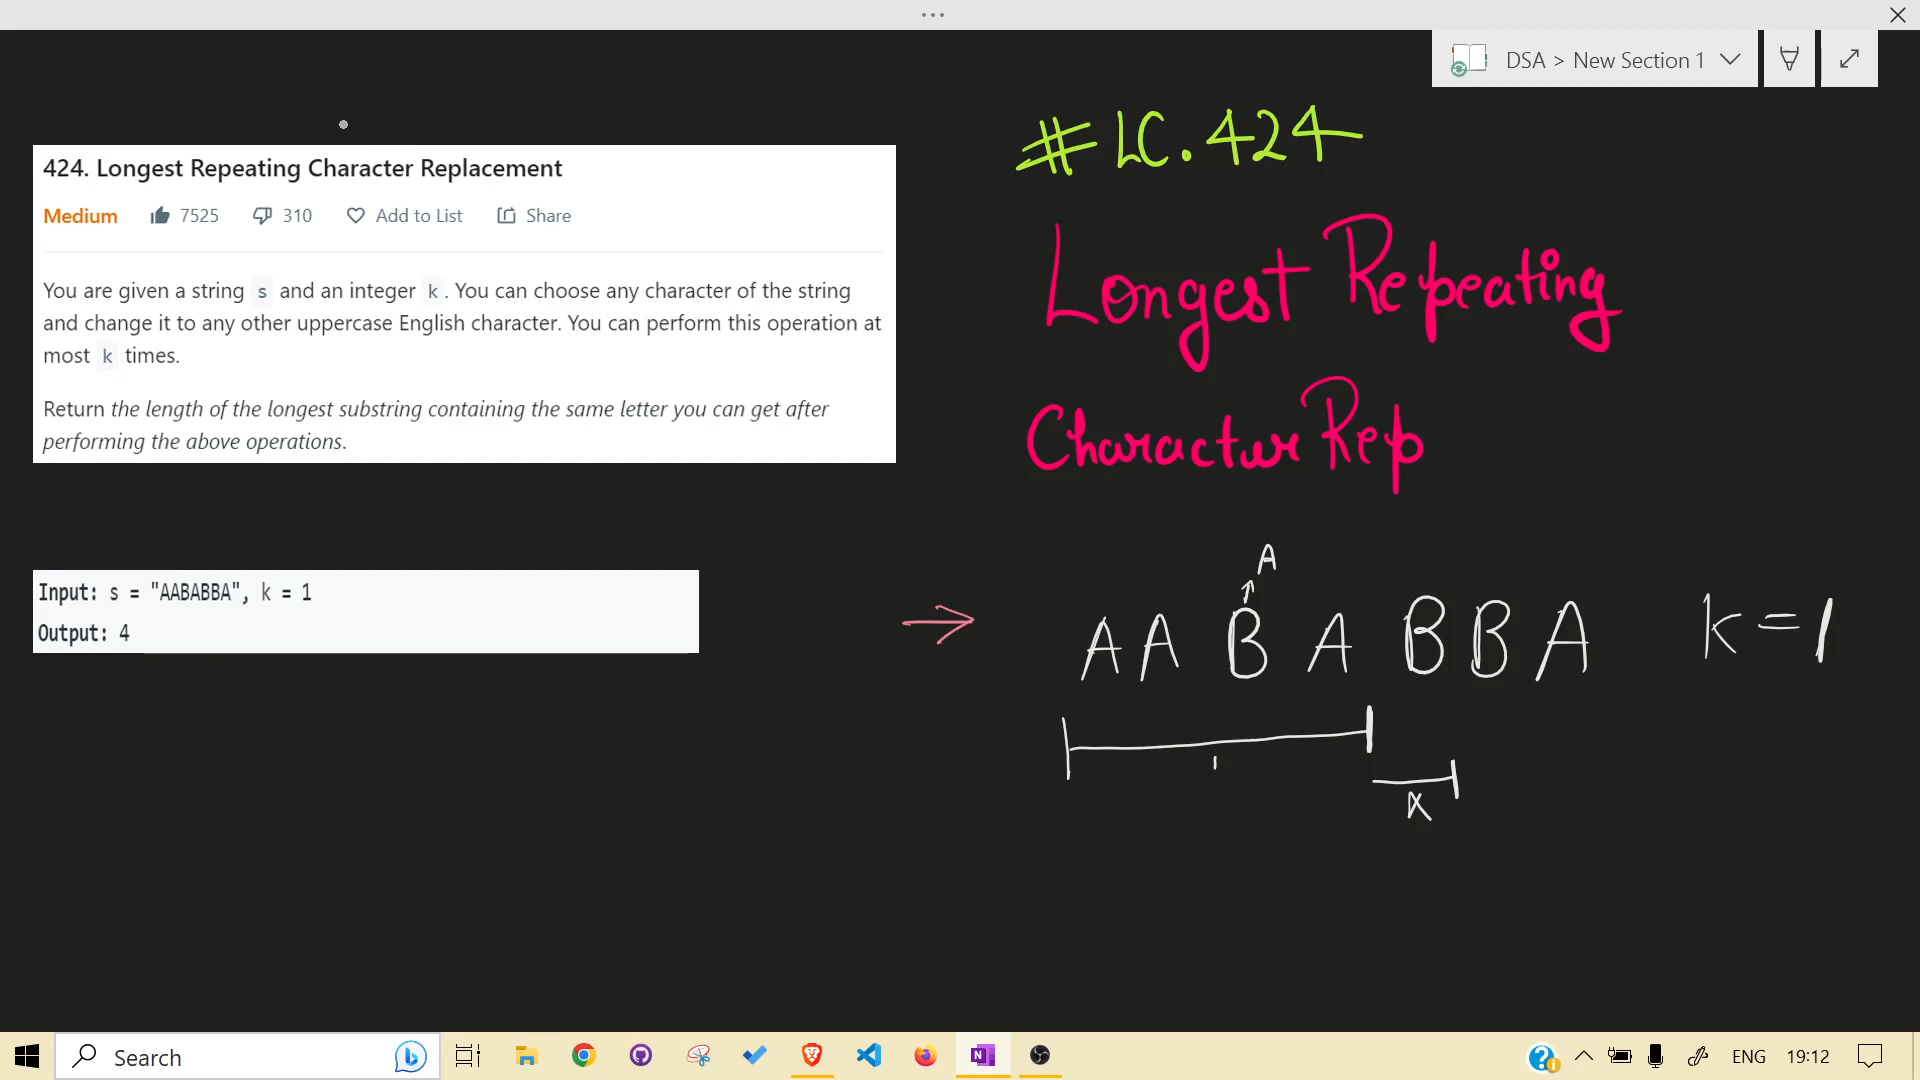 DSA > New Section 1
#LC.424
424. Longest Repeating Character Replacement
Medium 7525 310 Add to List Share
Longest Repeating
You are given a string s and an integer k. You can choose any character of the string
and change it to any other uppercase English character. You can perform this operation at
most k times.
Return the length of the longest substring containing the same letter you can get after
performing the above operations.
Character Rep
Input: s = "AABABBA", k = 1
Output: 4
A
A A B A B B A k = 1
Search ENG 19:12